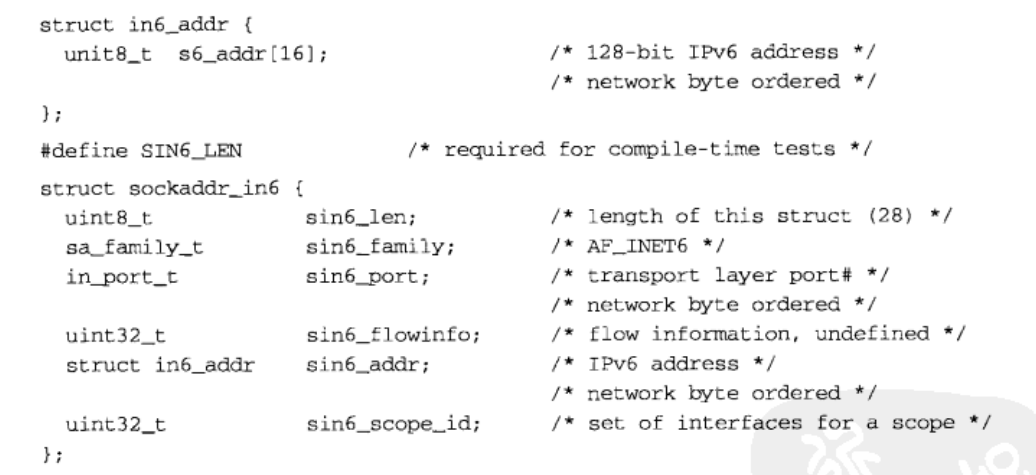 struct in6_addr {
unit8_t s6_addr[16]; /* 128-bit IPv6 address */
/* network byte ordered */
};
#define SIN6_LEN /* required for compile-time tests */
struct sockaddr_in6 {
uint8_t sin6_len; /* length of this struct (28) */
sa_family_t sin6_family; /* AF_INET6 */
in_port_t sin6_port; /* transport layer port# */
/* network byte ordered */
uint32_t sin6_flowinfo; /* flow information, undefined */
struct in6_addr sin6_addr; /* IPv6 address */
/* network byte ordered */
uint32_t sin6_scope_id; /* set of interfaces for a scope */
};